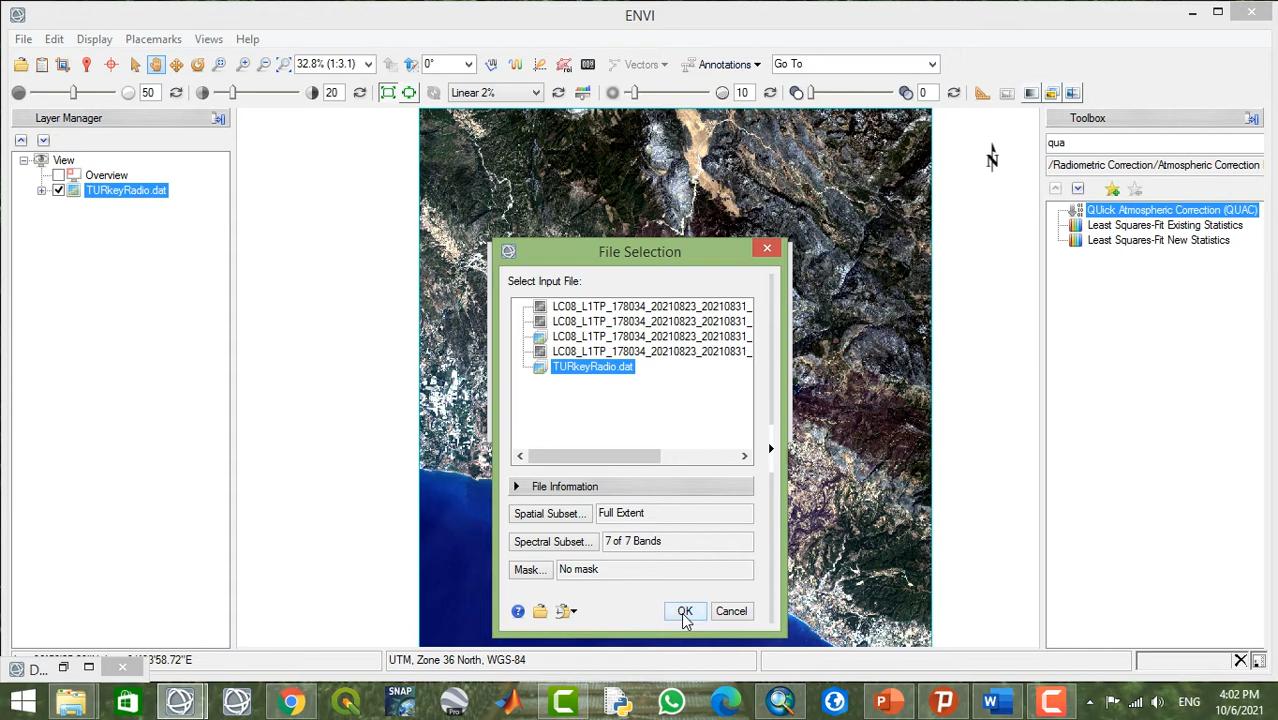 ENVI
File Edit Display Placemarks Views Help
32.8% (1:3.1) 0° Vectors Annotations Go To
50 20 Linear 2% 10 0
Layer Manager
View
Overview
TURkeyRadio.dat
N
Toolbox
qua
/Radiometric Correction/Atmospheric Correction
QUick Atmospheric Correction (QUAC)
Least Squares-Fit Existing Statistics
Least Squares-Fit New Statistics
File Selection
Select Input File:
LC08_L1TP_178034_20210823_20210831_
LC08_L1TP_178034_20210823_20210831_
LC08_L1TP_178034_20210823_20210831_
LC08_L1TP_178034_20210823_20210831_
TURkeyRadio.dat
File Information
Spatial Subset... Full Extent
Spectral Subset... 7 of 7 Bands
Mask... No mask
OK Cancel
D...
UTM, Zone 36 North, WGS-84
SNAP
Pro
ENG
4:02 PM
10/6/2021